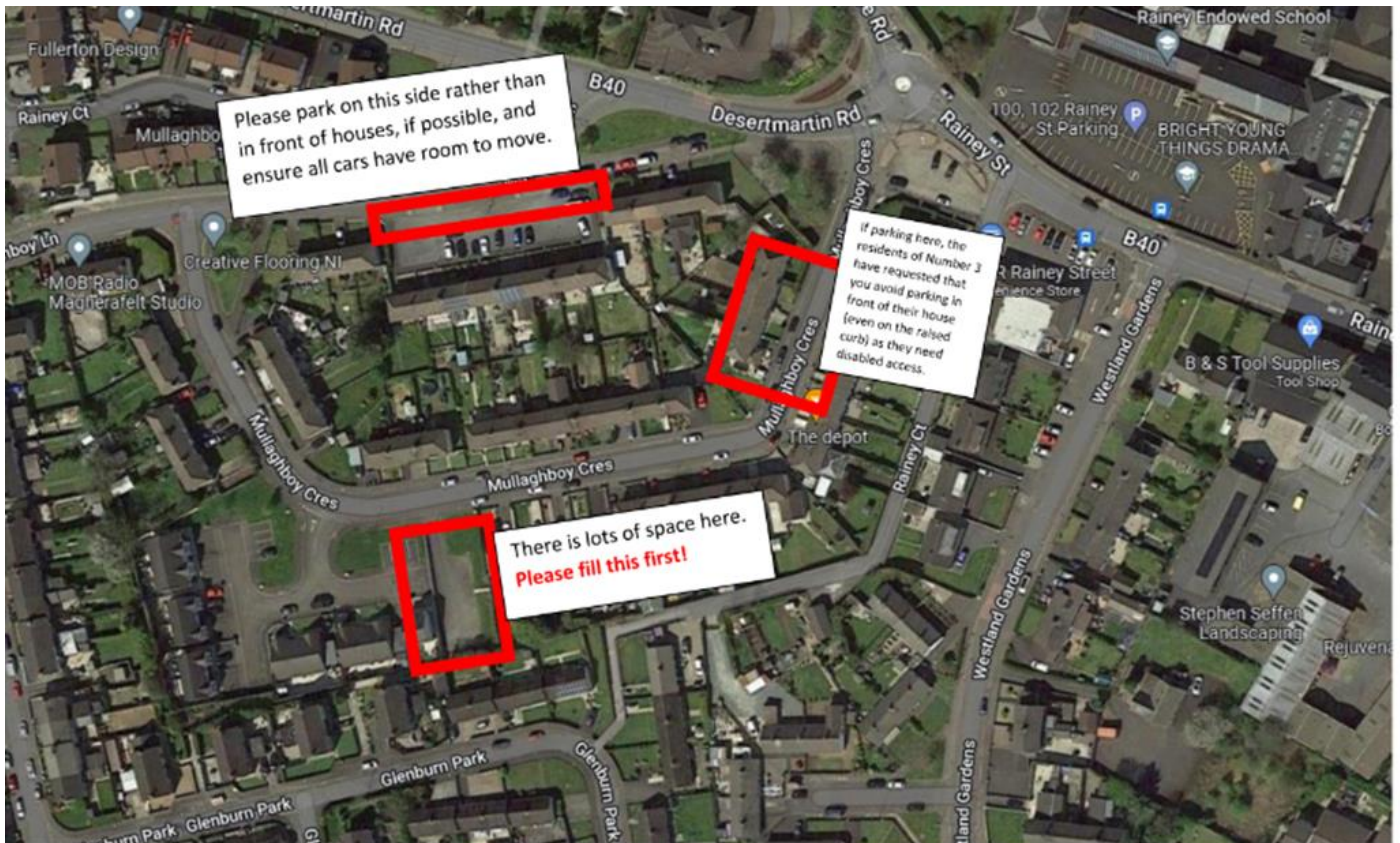 Fullerton Design
Rainey Ct
B40
Desertmartin Rd
Rainey Endowed School
100, 102 Rainey
St Parking
BRIGHT YOUNG
THINGS DRAMA
Rainey St
B40
Please park on this side rather than
in front of houses, if possible, and
ensure all cars have room to move.
Creative Flooring NI
MOB Radio
Magherafelt Studio
If parking here, the
residents of Number 3
have requested that
you avoid parking in
front of their house
(even on the raised
curb) as they need
disabled access.
Rainey Street
Westland Gardens
B & S Tool Supplies
Tool Shop
Mullaghboy Cres
The depot
Mullaghboy Cres
Mullaghboy Cres
Rainey Ct
There is lots of space here.
Please fill this first!
Westland Gardens
Stephen Seffen
Landscaping
Glenburn Park
Glenburn Park
Glenburn Park